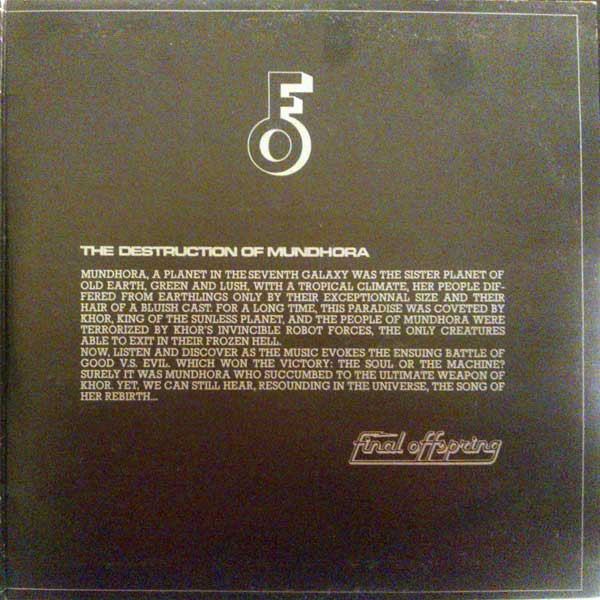 FO
THE DESTRUCTION OF MUNDHORA
MUNDHORA, A PLANET IN THE SEVENTH GALAXY WAS THE SISTER PLANET OF
OLD EARTH, GREEN AND LUSH, WITH A TROPICAL CLIMATE, HER PEOPLE DIF-
FERED FROM EARTHLINGS ONLY BY THEIR EXCEPTIONNAL SIZE AND THEIR
HAIR OF A BLUISH CAST. FOR A LONG TIME, THIS PARADISE WAS COVETED BY
KHOR, KING OF THE SUNLESS PLANET, AND THE PEOPLE OF MUNDHORA WERE
TERRORIZED BY KHOR'S INVINCIBLE ROBOT FORCES, THE ONLY CREATURES
ABLE TO EXIT IN THEIR FROZEN HELL.
NOW, LISTEN AND DISCOVER AS THE MUSIC EVOKES THE ENSUING BATTLE OF
GOOD V.S. EVIL. WHICH WON THE VICTORY: THE SOUL OR THE MACHINE?
SURELY IT WAS MUNDHORA WHO SUCCUMBED TO THE ULTIMATE WEAPON OF
KHOR. YET, WE CAN STILL HEAR, RESOUNDING IN THE UNIVERSE, THE SONG OF
HER REBIRTH...
final offspring